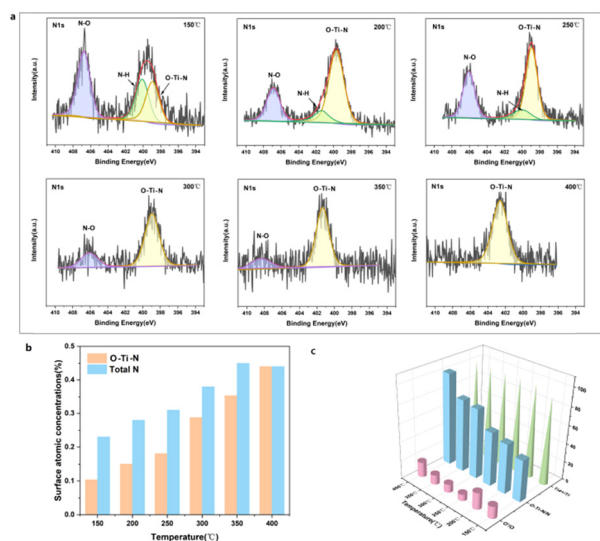 a
N1s
N-O
150℃
N-H
O-Ti-N
Intensity(a.u.)
410 408 406 404 402 400 398 396 394
Binding Energy(eV)
N1s
O-Ti-N
200℃
N-O
N-H
Intensity(a.u.)
410 408 406 404 402 400 398 396 394
Binding Energy(eV)
N1s
O-Ti-N
250℃
N-O
N-H
Intensity(a.u.)
410 408 406 404 402 400 398 396 394
Binding Energy(eV)
N1s
O-Ti-N
300℃
N-O
Intensity(a.u.)
410 408 406 404 402 400 398 396 394
Binding Energy(eV)
N1s
O-Ti-N
350℃
N-O
Intensity(a.u.)
410 408 406 404 402 400 398 396 394
Binding Energy(eV)
N1s
O-Ti-N
400℃
Intensity(a.u.)
410 408 406 404 402 400 398 396 394
Binding Energy(eV)
b
O-Ti-N
Total N
Surface atomic concentrations(%)
0.5
0.4
0.3
0.2
0.1
0.0
150 200 250 300 350 400
Temperature(℃)
c
100
80
60
40
20
0
400℃
350℃
300℃
250℃
200℃
150℃
Temperature(℃)
O-Ti-N/N